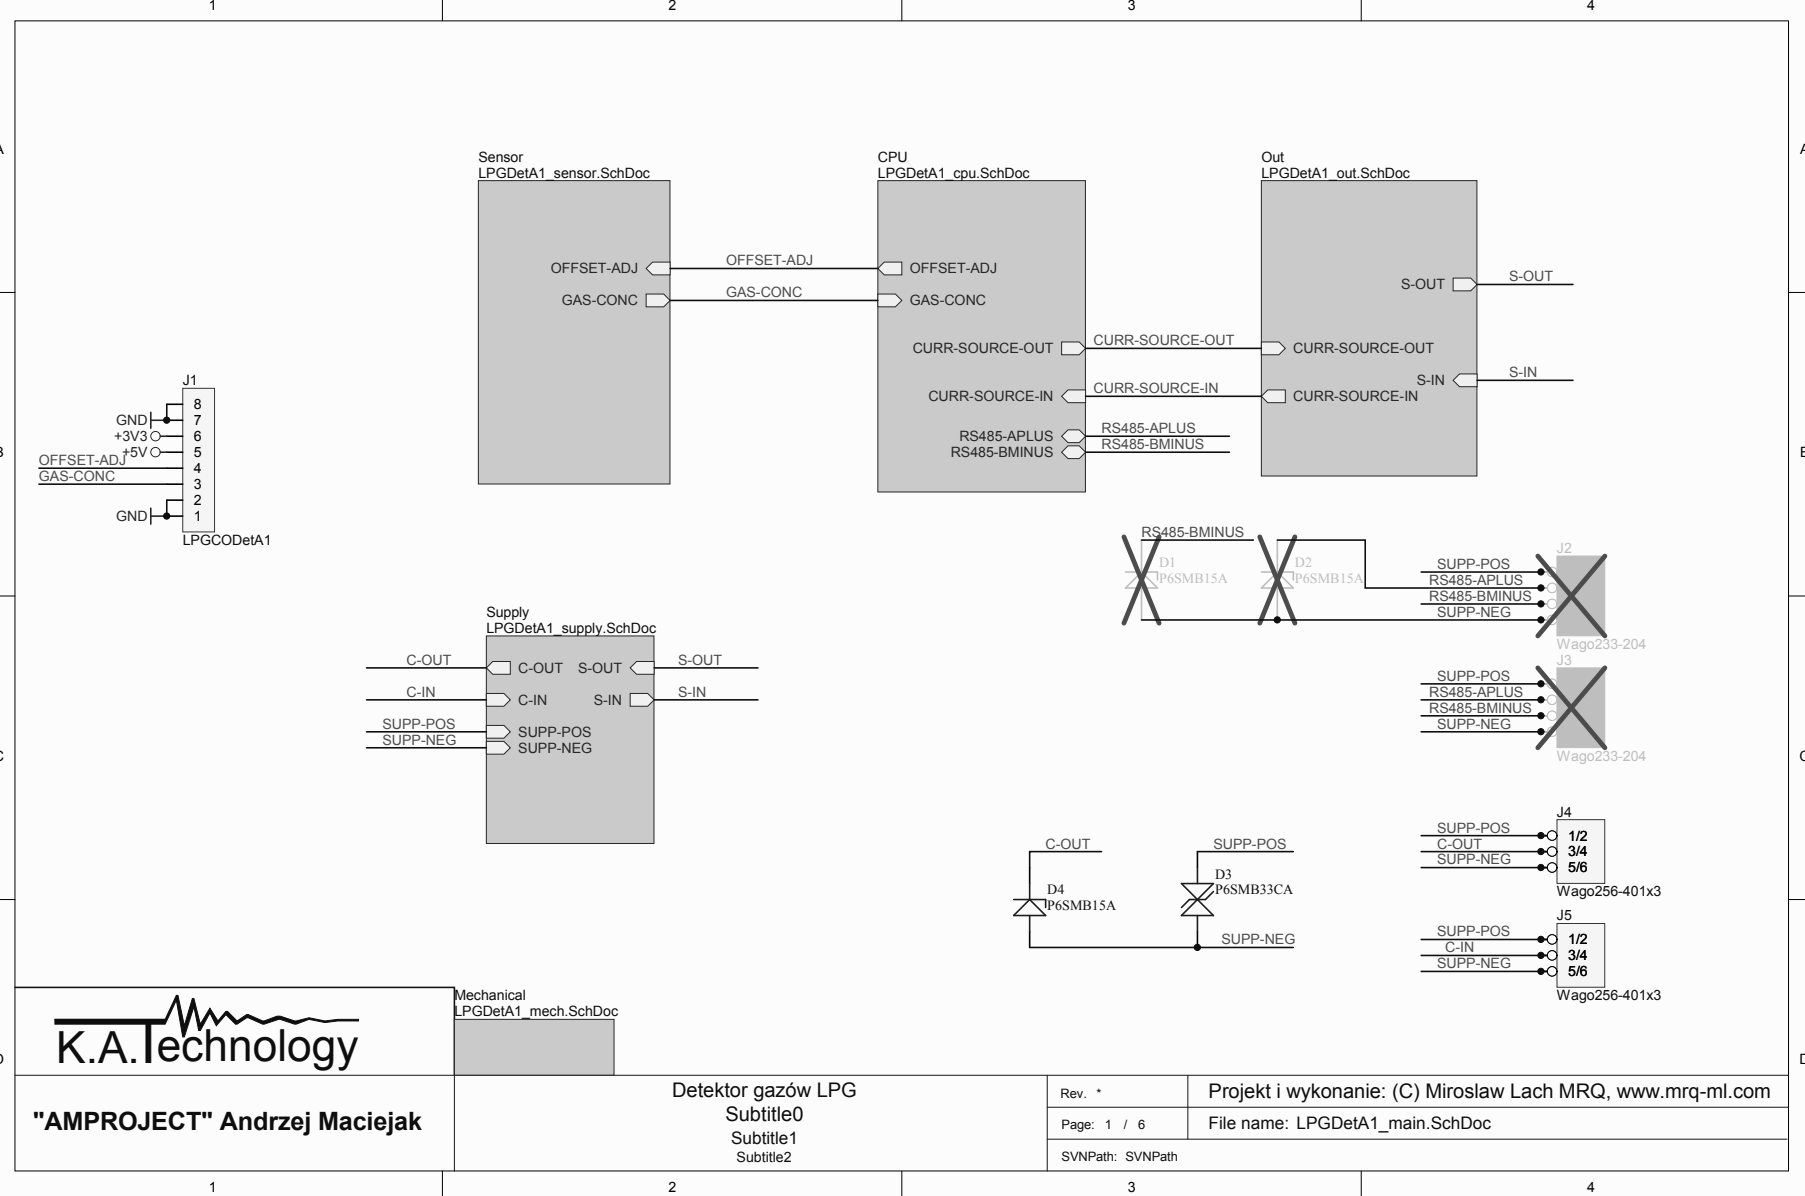 1 2 3 4
A A
Sensor
LPGDetA1_sensor.SchDoc
OFFSET-ADJ
GAS-CONC
OFFSET-ADJ
GAS-CONC
CPU
LPGDetA1_cpu.SchDoc
OFFSET-ADJ
GAS-CONC
CURR-SOURCE-OUT
CURR-SOURCE-IN
RS485-APLUS
RS485-BMINUS
CURR-SOURCE-OUT
CURR-SOURCE-IN
RS485-APLUS
RS485-BMINUS
Out
LPGDetA1_out.SchDoc
S-OUT
CURR-SOURCE-OUT
S-IN
CURR-SOURCE-IN
S-OUT
S-IN
J1
8
GND 7
+3V3 6
+5V 5
OFFSET-ADJ 4
GAS-CONC 3
2
GND 1
LPGCODetA1
RS485-BMINUS
D1
P6SMB15A
D2
P6SMB15A
J2
SUPP-POS
RS485-APLUS
RS485-BMINUS
SUPP-NEG
Wago233-204
J3
SUPP-POS
RS485-APLUS
RS485-BMINUS
SUPP-NEG
Wago233-204
Supply
LPGDetA1_supply.SchDoc
C-OUT C-OUT S-OUT S-OUT
C-IN C-IN S-IN S-IN
SUPP-POS SUPP-POS
SUPP-NEG SUPP-NEG
C-OUT
D4
P6SMB15A
SUPP-POS
D3
P6SMB33CA
SUPP-NEG
J4
SUPP-POS 1/2
C-OUT 3/4
SUPP-NEG 5/6
Wago256-401x3
J5
SUPP-POS 1/2
C-IN 3/4
SUPP-NEG 5/6
Wago256-401x3
Mechanical
LPGDetA1_mech.SchDoc
K.A.Technology
"AMPROJECT" Andrzej Maciejak
Detektor gazów LPG
Subtitle0
Subtitle1
Subtitle2
Rev. *
Projekt i wykonanie: (C) Miroslaw Lach MRQ, www.mrq-ml.com
Page: 1 / 6
File name: LPGDetA1_main.SchDoc
SVNPath: SVNPath
1 2 3 4